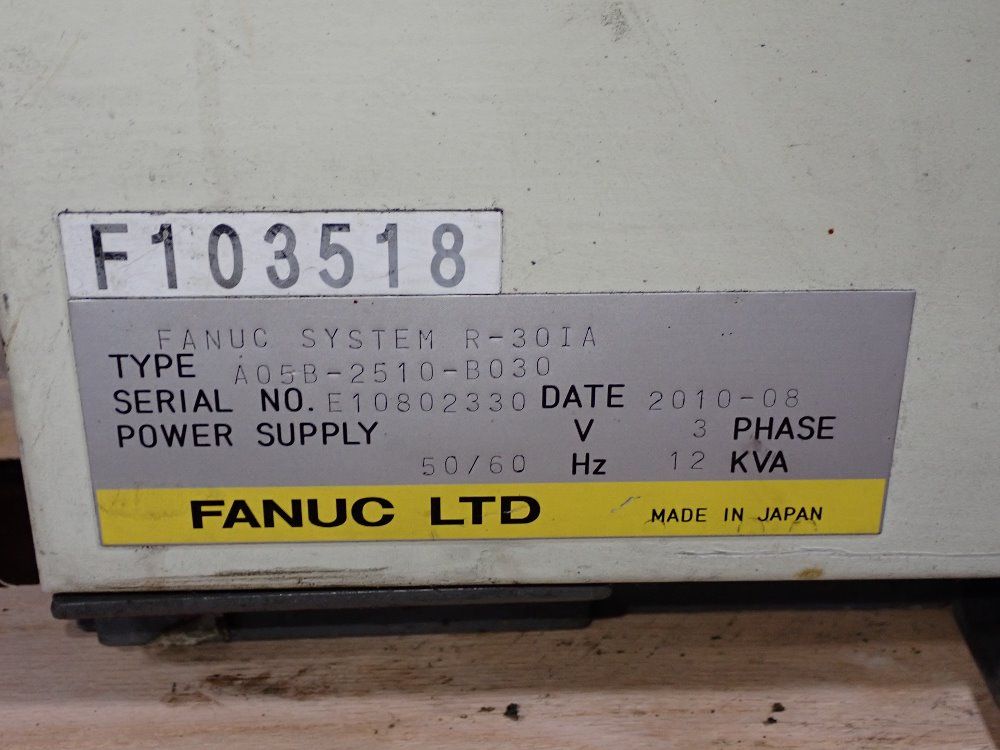 F103518
FANUC SYSTEM R-30IA
TYPE A05B-2510-B030
SERIAL NO. E10802330 DATE 2010-08
POWER SUPPLY V 3 PHASE
50/60 Hz 12 KVA
FANUC LTD MADE IN JAPAN